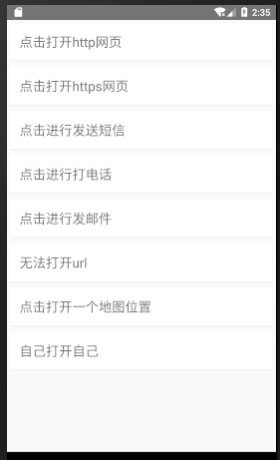 2:35
点击打开http网页
点击打开https网页
点击进行发送短信
点击进行打电话
点击进行发邮件
无法打开url
点击打开一个地图位置
自己打开自己